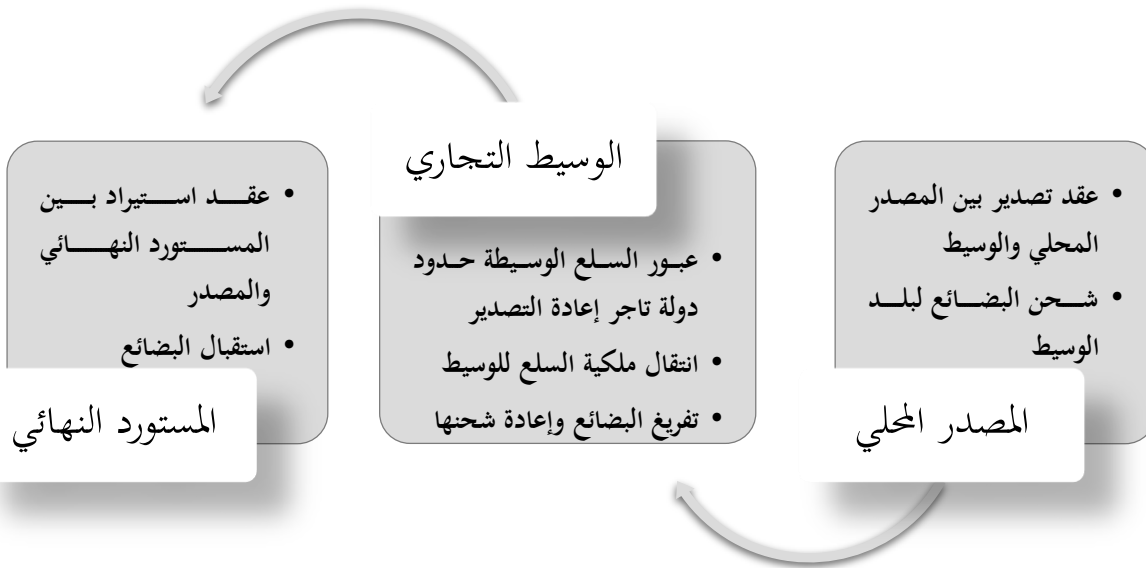 • عقد تصدير بين المصدر
المحلي والوسيط
• شحن البضائع لبلد
الوسيط
المصدر المحلي
الوسيط التجاري
• عبور السلع الوسيطة حدود
دولة تاجر إعادة التصدير
• انتقال ملكية السلع للوسيط
• تفريغ البضائع وإعادة شحنها
• عقد استيراد بين
المستورد النهائي
والمصدر
• استقبال البضائع
المستورد النهائي